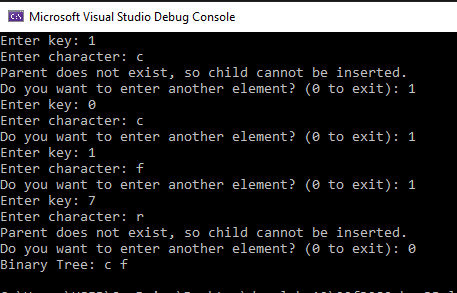 Microsoft Visual Studio Debug Console
Enter key: 1
Enter character: c
Parent does not exist, so child cannot be inserted.
Do you want to enter another element? (0 to exit): 1
Enter key: 0
Enter character: c
Do you want to enter another element? (0 to exit): 1
Enter key: 1
Enter character: f
Do you want to enter another element? (0 to exit): 1
Enter key: 7
Enter character: r
Parent does not exist, so child cannot be inserted.
Do you want to enter another element? (0 to exit): 0
Binary Tree: c f